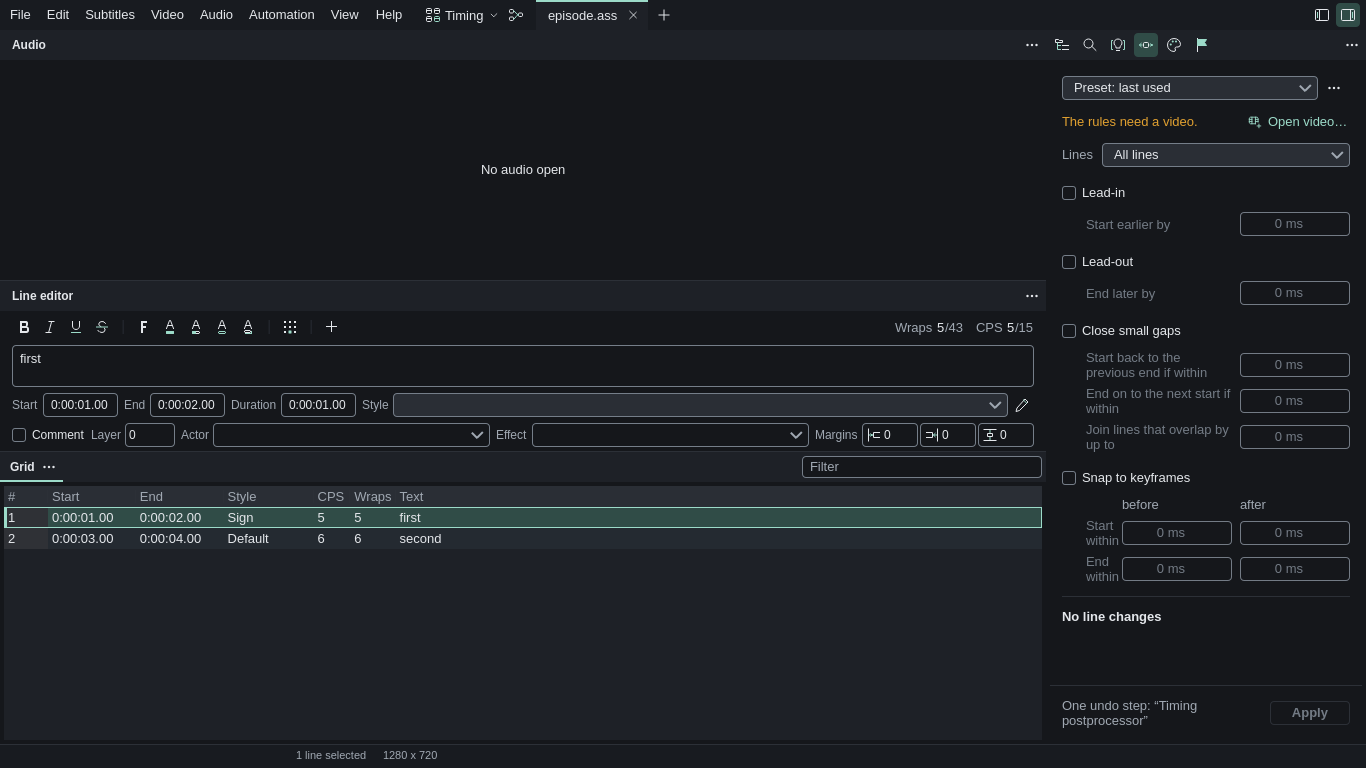 File Edit Subtitles Video Audio Automation View Help Timing episode.ass
Audio
No audio open
Line editor
B I U S F A A A A Wraps 5/43 CPS 5/15
first
Start 0:00:01.00 End 0:00:02.00 Duration 0:00:01.00 Style
Comment Layer 0 Actor Effect Margins 0 0 0
Grid Filter
# Start End Style CPS Wraps Text
1 0:00:01.00 0:00:02.00 Sign 5 5 first
2 0:00:03.00 0:00:04.00 Default 6 6 second
Preset: last used
The rules need a video. Open video…
Lines All lines
Lead-in
Start earlier by 0 ms
Lead-out
End later by 0 ms
Close small gaps
Start back to the
previous end if within 0 ms
End on to the next start if
within 0 ms
Join lines that overlap by
up to 0 ms
Snap to keyframes
before after
Start
within 0 ms 0 ms
End
within 0 ms 0 ms
No line changes
One undo step: “Timing
postprocessor” Apply
1 line selected 1280 x 720